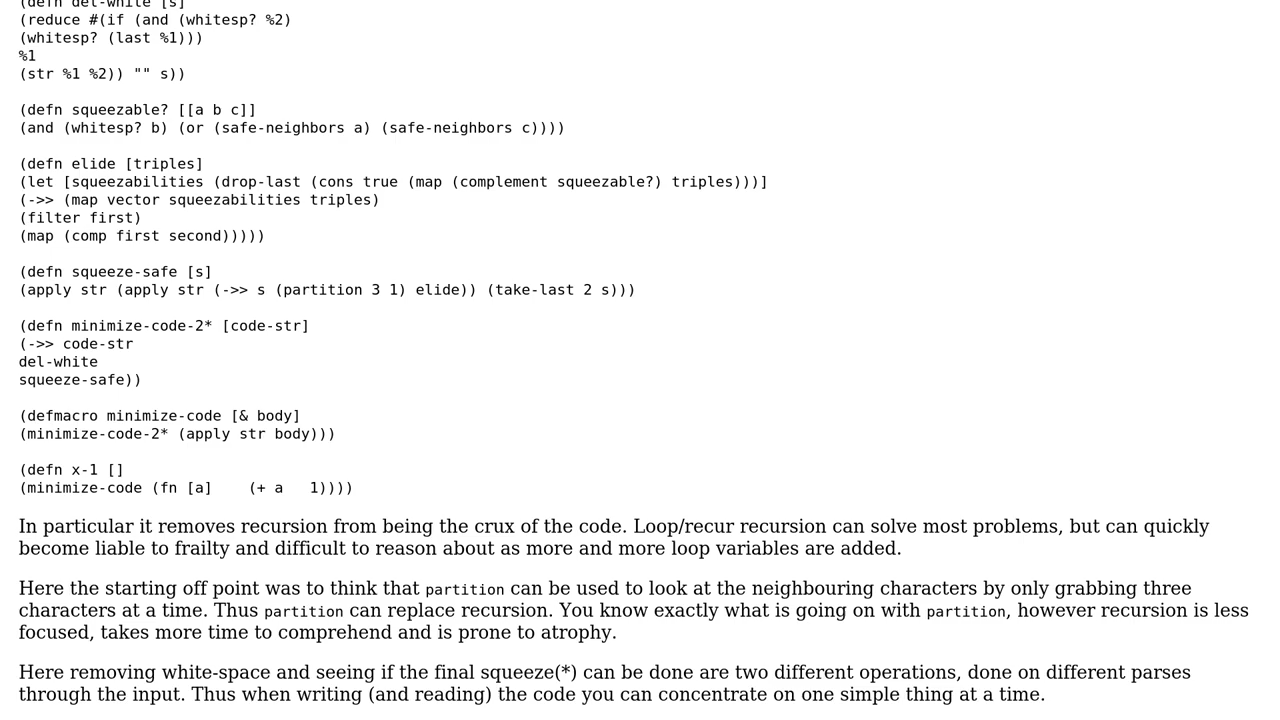 (defn del-white [s]
(reduce #(if (and (whitesp? %2)
(whitesp? (last %1)))
%1
(str %1 %2)) "" s))

(defn squeezable? [[a b c]]
(and (whitesp? b) (or (safe-neighbors a) (safe-neighbors c))))

(defn elide [triples]
(let [squeezabilities (drop-last (cons true (map (complement squeezable?) triples)))]
(->> (map vector squeezabilities triples)
(filter first)
(map (comp first second)))))

(defn squeeze-safe [s]
(apply str (apply str (->> s (partition 3 1) elide)) (take-last 2 s)))

(defn minimize-code-2* [code-str]
(->> code-str
del-white
squeeze-safe))

(defmacro minimize-code [& body]
(minimize-code-2* (apply str body)))

(defn x-1 []
(minimize-code (fn [a]    (+ a   1))))

In particular it removes recursion from being the crux of the code. Loop/recur recursion can solve most problems, but can quickly
become liable to frailty and difficult to reason about as more and more loop variables are added.

Here the starting off point was to think that partition can be used to look at the neighbouring characters by only grabbing three
characters at a time. Thus partition can replace recursion. You know exactly what is going on with partition, however recursion is less
focused, takes more time to comprehend and is prone to atrophy.

Here removing white-space and seeing if the final squeeze(*) can be done are two different operations, done on different parses
through the input. Thus when writing (and reading) the code you can concentrate on one simple thing at a time.